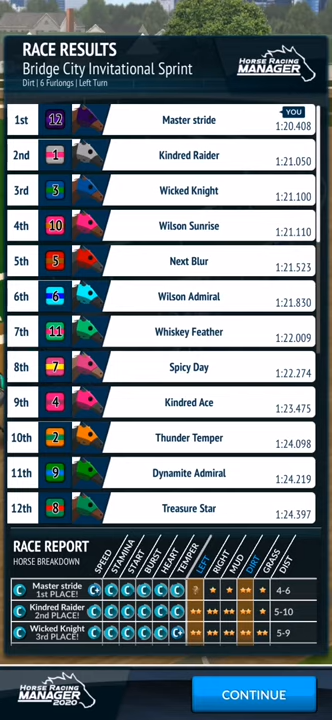 RACE RESULTS
Bridge City Invitational Sprint
Dirt | 6 Furlongs | Left Turn
HORSE RACING
MANAGER
YOU
1st 12 Master stride 1:20.408
2nd 1 Kindred Raider 1:21.050
3rd 3 Wicked Knight 1:21.100
4th 10 Wilson Sunrise 1:21.110
5th 5 Next Blur 1:21.523
6th 6 Wilson Admiral 1:21.830
7th 11 Whiskey Feather 1:22.009
8th 7 Spicy Day 1:22.274
9th 4 Kindred Ace 1:23.475
10th 2 Thunder Temper 1:24.098
11th 9 Dynamite Admiral 1:24.219
12th 8 Treasure Star 1:24.397
RACE REPORT
HORSE BREAKDOWN
SPEED STAMINA START BURST HEART TEMPER LEFT RIGHT MUD DIRT GRASS DIST
C Master stride C+ C C C C C ? ★ ★ ★★ ★ 4-6
1st PLACE!
C Kindred Raider C C C C C C ★★ ★★ ★★ ★★ ★ 5-10
2nd PLACE!
C Wicked Knight C C C C C C+ ★★ ★ ★★ ★★ ★★ 5-9
3rd PLACE!
HORSE RACING
MANAGER
2020
CONTINUE